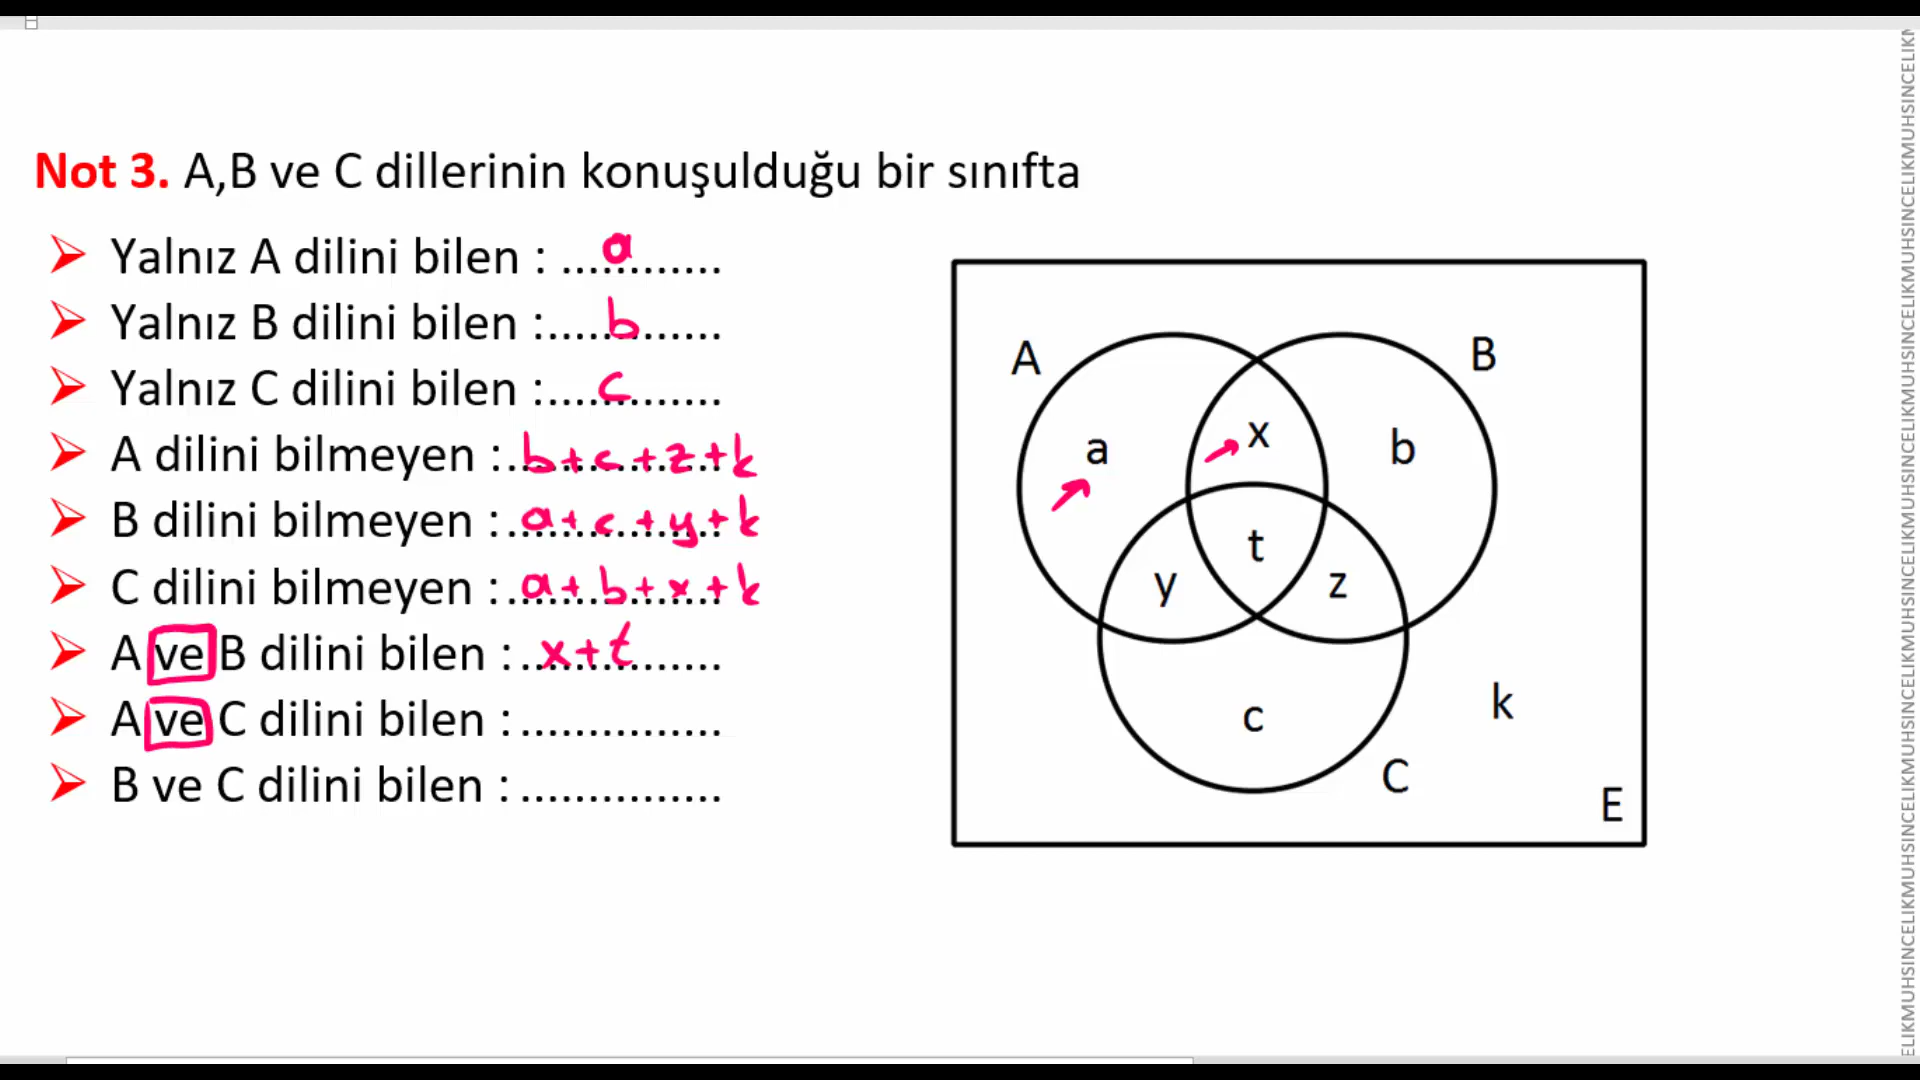 Not 3. A,B ve C dillerinin konuşulduğu bir sınıfta
Yalnız A dilini bilen : ............ a
Yalnız B dilini bilen :............. b
Yalnız C dilini bilen :............. c
A dilini bilmeyen :............. b+c+z+k
B dilini bilmeyen :............. a+c+y+k
C dilini bilmeyen :............. a+b+x+k
A ve B dilini bilen :............... x+t
A ve C dilini bilen :...............
B ve C dilini bilen :...............
A
B
a
x
b
t
y
z
c
k
C
E
ELIKMUHSINCELIKMUHSINCELIKMUHSINCELIKMUHSINCELIKMUHSINCELIKMUHSINCELIKMUHSINCELIKM